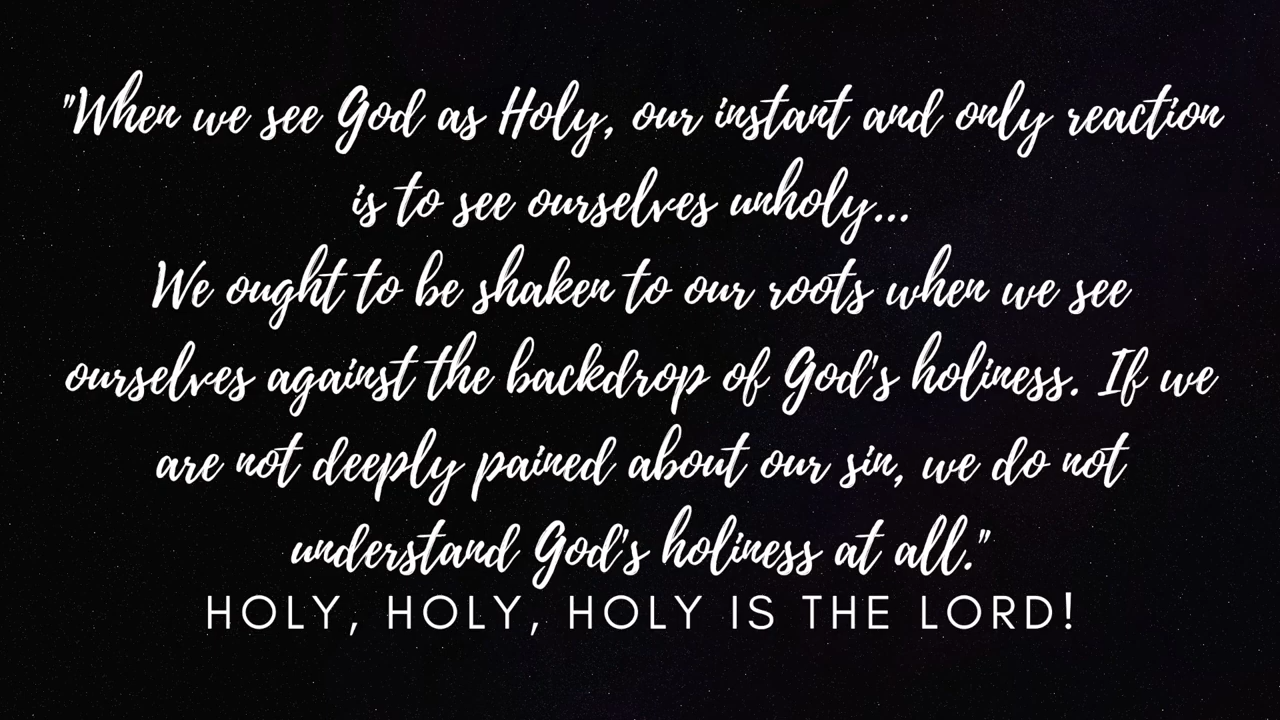 "When we see God as Holy, our instant and only reaction
is to see ourselves unholy...
We ought to be shaken to our roots when we see
ourselves against the backdrop of God's holiness. If we
are not deeply pained about our sin, we do not
understand God's holiness at all."
HOLY, HOLY, HOLY IS THE LORD!